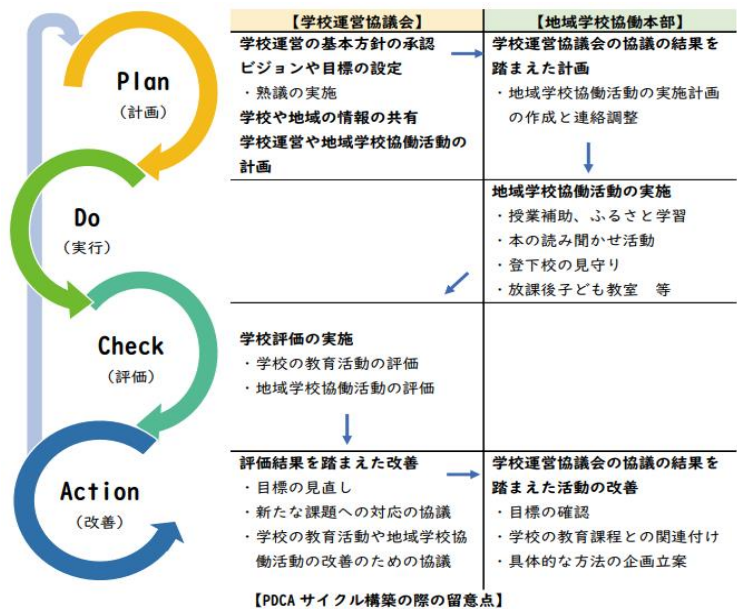 Plan
(計画)
Do
(実行)
Check
(評価)
Action
(改善)
【学校運営協議会】
【地域学校協働本部】
学校運営の基本方針の承認
ビジョンや目標の設定
・熟議の実施
学校や地域の情報の共有
学校運営や地域学校協働活動の
計画
学校運営協議会の協議の結果を
踏まえた計画
・地域学校協働活動の実施計画
の作成と連絡調整
地域学校協働活動の実施
・授業補助、ふるさと学習
・本の読み聞かせ活動
・登下校の見守り
・放課後子ども教室　等
学校評価の実施
・学校の教育活動の評価
・地域学校協働活動の評価
評価結果を踏まえた改善
・目標の見直し
・新たな課題への対応の協議
・学校の教育活動や地域学校協
働活動の改善のための協議
学校運営協議会の協議の結果を
踏まえた活動の改善
・目標の確認
・学校の教育課程との関連付け
・具体的な方法の企画立案
【PDCA サイクル構築の際の留意点】